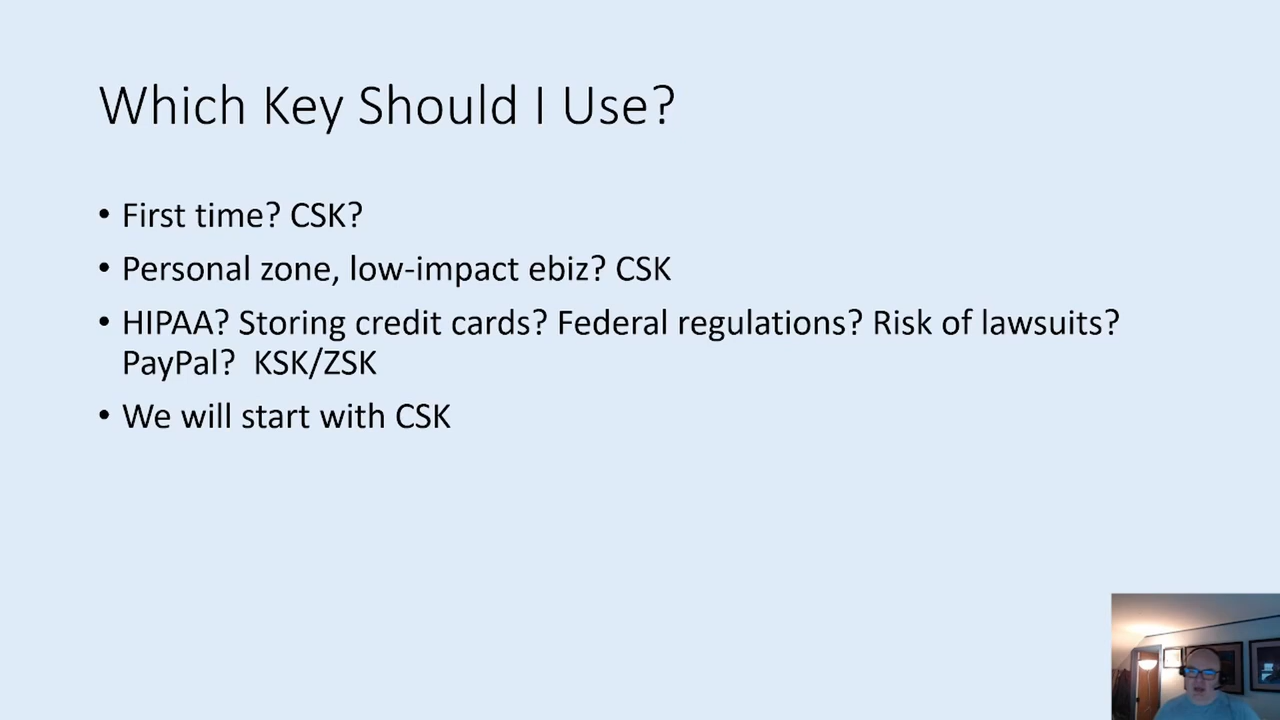 Which Key Should I Use?
• First time? CSK?
• Personal zone, low-impact ebiz? CSK
• HIPAA? Storing credit cards? Federal regulations? Risk of lawsuits?
PayPal?  KSK/ZSK
• We will start with CSK